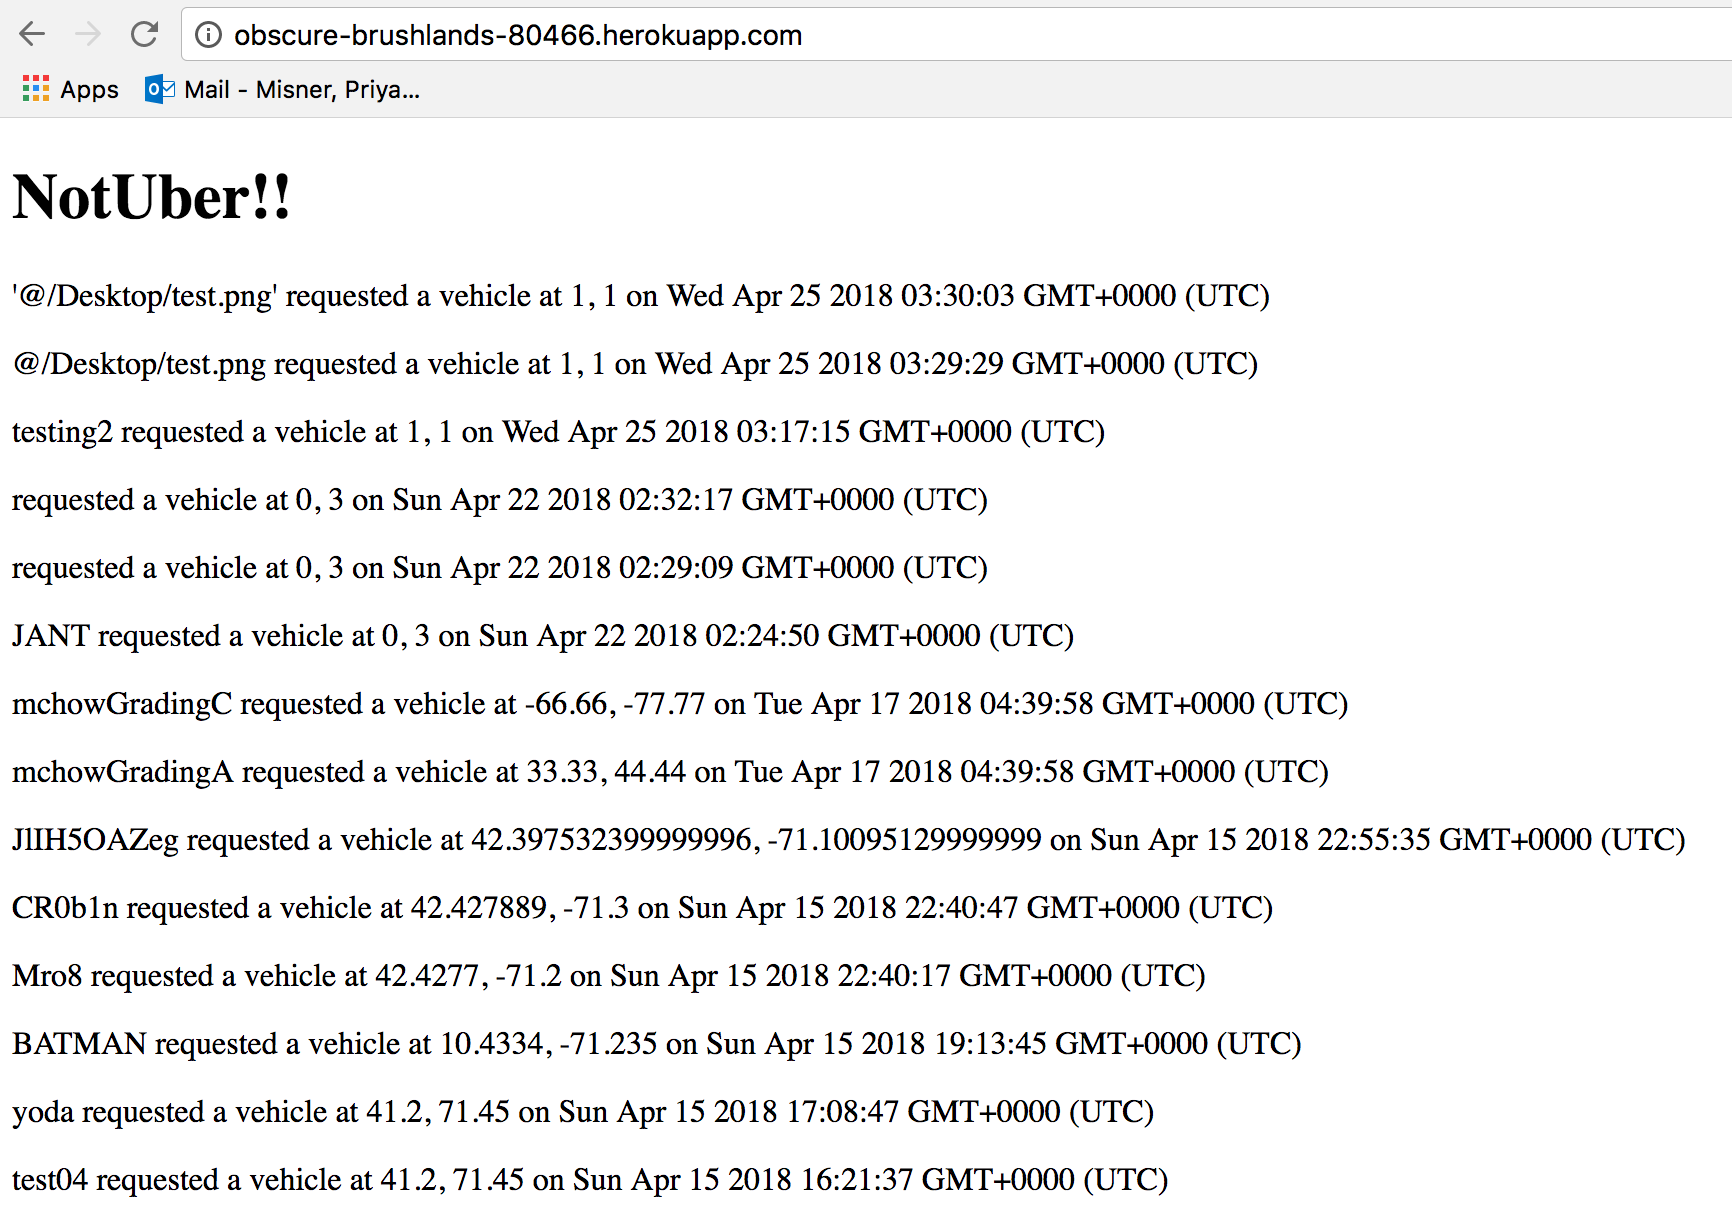 obscure-brushlands-80466.herokuapp.com
Apps Mail - Misner, Priya...
NotUber!!
'@/Desktop/test.png' requested a vehicle at 1, 1 on Wed Apr 25 2018 03:30:03 GMT+0000 (UTC)
@/Desktop/test.png requested a vehicle at 1, 1 on Wed Apr 25 2018 03:29:29 GMT+0000 (UTC)
testing2 requested a vehicle at 1, 1 on Wed Apr 25 2018 03:17:15 GMT+0000 (UTC)
requested a vehicle at 0, 3 on Sun Apr 22 2018 02:32:17 GMT+0000 (UTC)
requested a vehicle at 0, 3 on Sun Apr 22 2018 02:29:09 GMT+0000 (UTC)
JANT requested a vehicle at 0, 3 on Sun Apr 22 2018 02:24:50 GMT+0000 (UTC)
mchowGradingC requested a vehicle at -66.66, -77.77 on Tue Apr 17 2018 04:39:58 GMT+0000 (UTC)
mchowGradingA requested a vehicle at 33.33, 44.44 on Tue Apr 17 2018 04:39:58 GMT+0000 (UTC)
JlIH5OAZeg requested a vehicle at 42.397532399999996, -71.10095129999999 on Sun Apr 15 2018 22:55:35 GMT+0000 (UTC)
CR0b1n requested a vehicle at 42.427889, -71.3 on Sun Apr 15 2018 22:40:47 GMT+0000 (UTC)
Mro8 requested a vehicle at 42.4277, -71.2 on Sun Apr 15 2018 22:40:17 GMT+0000 (UTC)
BATMAN requested a vehicle at 10.4334, -71.235 on Sun Apr 15 2018 19:13:45 GMT+0000 (UTC)
yoda requested a vehicle at 41.2, 71.45 on Sun Apr 15 2018 17:08:47 GMT+0000 (UTC)
test04 requested a vehicle at 41.2, 71.45 on Sun Apr 15 2018 16:21:37 GMT+0000 (UTC)